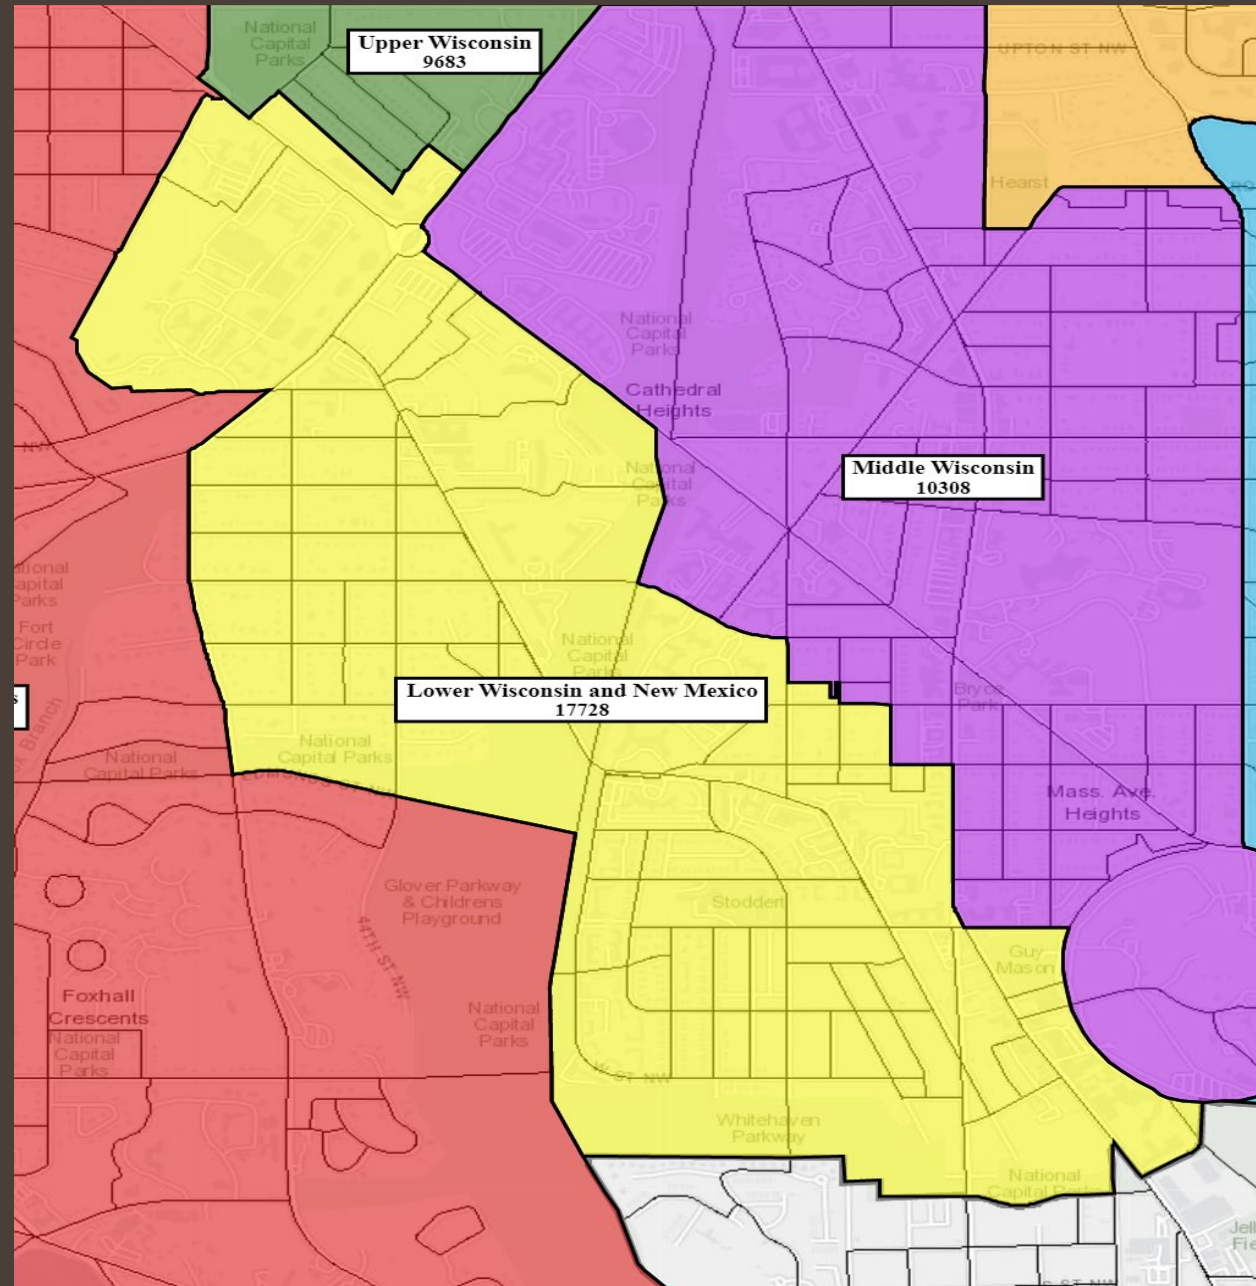 National
Capital
Parks
Upper Wisconsin
9683
UPTON ST NW
Hearst
National
Capital
Parks
Cathedral
Heights
NW
National
Capital
Parks
Middle Wisconsin
10308
Fort
Circle
Park
National
Capital
Parks
Lower Wisconsin and New Mexico
17728
Bryce
Park
National
Capital Parks
National
Capital Parks
Mass. Ave.
Heights
Glover Parkway
& Childrens
Playground
Stoddert
44TH ST NW
Guy
Mason
Foxhall
Crescents
National
Capital
Parks
National
Capital
Parks
ST NW
Whitehaven
Parkway
National
Capital Parks